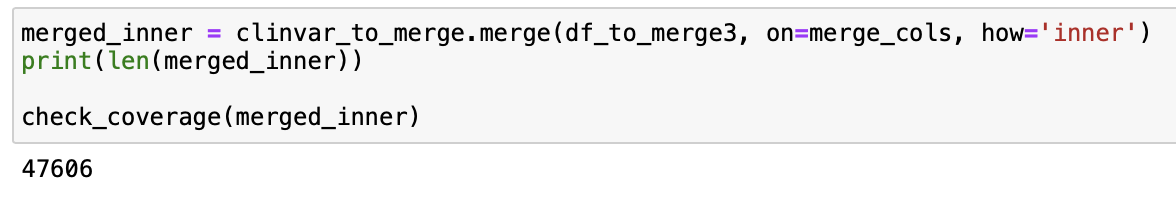 merged_inner = clinvar_to_merge.merge(df_to_merge3, on=merge_cols, how='inner')
print(len(merged_inner))
check_coverage(merged_inner)
47606